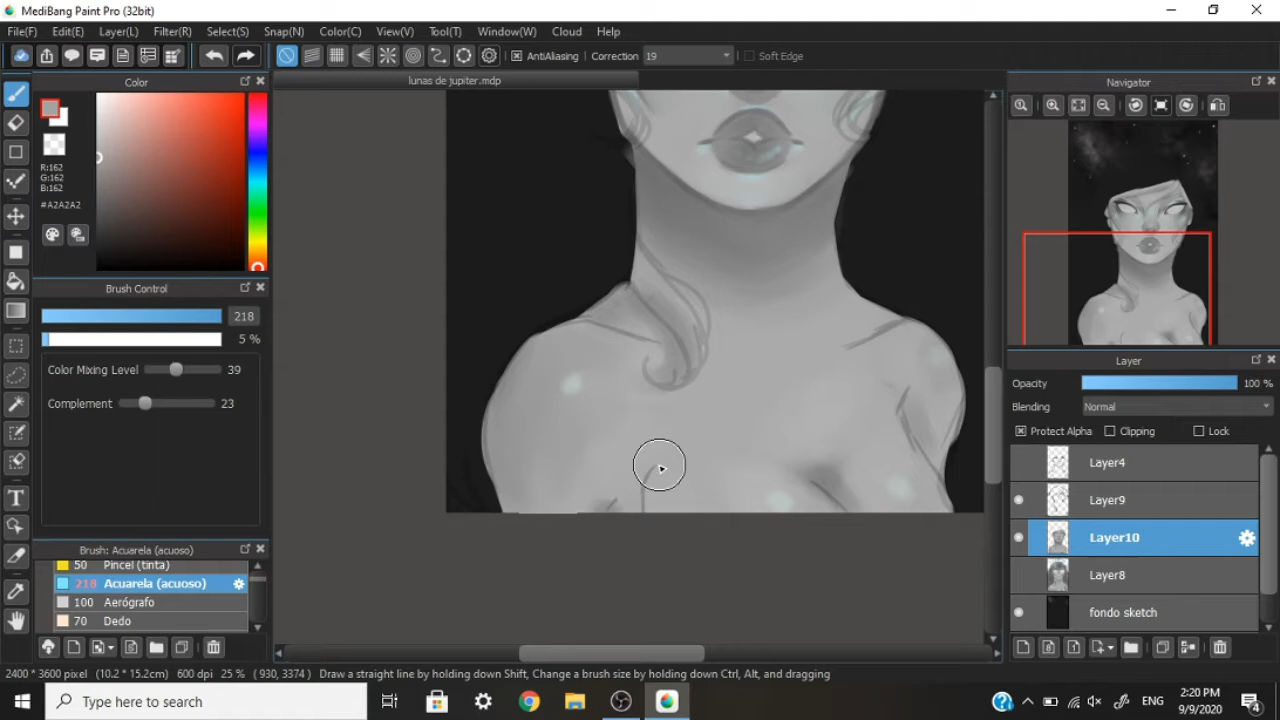 MediBang Paint Pro (32bit)
File(F) Edit(E) Layer(L) Filter(R) Select(S) Snap(N) Color(C) View(V) Tool(T) Window(W) Cloud Help
AntiAliasing Correction 19 Soft Edge
Color
lunas de jupiter.mdp
Navigator
R:162
G:162
B:162
#A2A2A2
Brush Control
218
5 %
Color Mixing Level 39
Complement 23
Layer
Opacity 100 %
Blending Normal
Protect Alpha Clipping Lock
Layer4
Layer9
Layer10
Layer8
fondo sketch
Brush: Acuarela (acuoso)
50 Pincel (tinta)
218 Acuarela (acuoso)
100 Aerógrafo
70 Dedo
2400 * 3600 pixel (10.2 * 15.2cm) 600 dpi 25 % ( 930, 3374 ) Draw a straight line by holding down Shift, Change a brush size by holding down Ctrl, Alt, and dragging
Type here to search
ENG
2:20 PM
9/9/2020
4